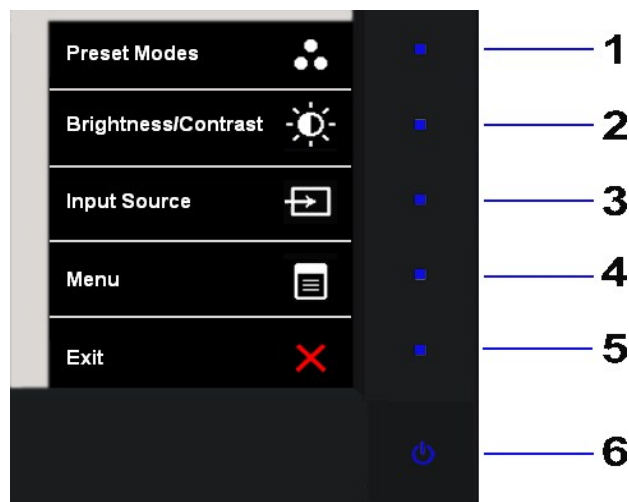 Preset Modes 1
Brightness/Contrast 2
Input Source 3
Menu 4
Exit 5
6